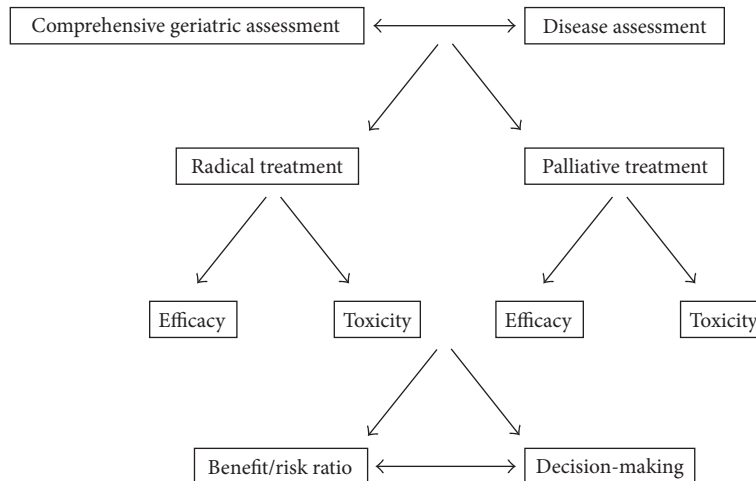 Comprehensive geriatric assessment
Disease assessment
Radical treatment
Palliative treatment
Efficacy
Toxicity
Efficacy
Toxicity
Benefit/risk ratio
Decision-making